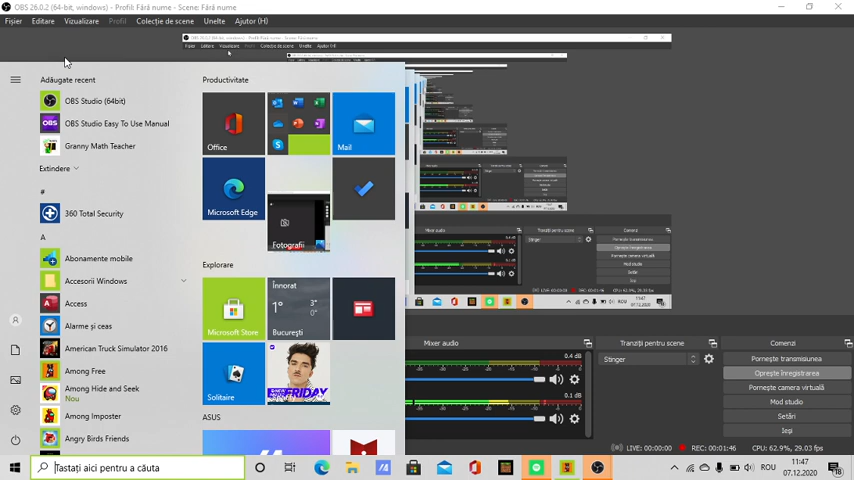 OBS 26.0.2 (64-bit, windows) - Profil: Fără nume - Scene: Fără nume
Fișier Editare Vizualizare Profil Colecție de scene Unelte Ajutor (H)
Adăugate recent
OBS Studio (64bit)
OBS Studio Easy To Use Manual
Granny Math Teacher
Extindere
#
360 Total Security
A
Abonamente mobile
Accesorii Windows
Access
Alarme și ceas
American Truck Simulator 2016
Among Free
Among Hide and Seek
Nou
Among Imposter
Angry Birds Friends
Productivitate
Office
Mail
Microsoft Edge
Fotografii
Explorare
Microsoft Store
Înnorat
1°
3°
0°
București
Solitaire
FRIDAY
ASUS
Mixer audio
0.4 dB
0.1 dB
Tranziții pentru scene
Stinger
Comenzi
Pornește transmisiunea
Oprește înregistrarea
Pornește camera virtuală
Mod studio
Setări
Ieși
LIVE: 00:00:00 REC: 00:01:46 CPU: 62.9%, 29.03 fps
Tastați aici pentru a căuta
ROU
11:47
07.12.2020
18